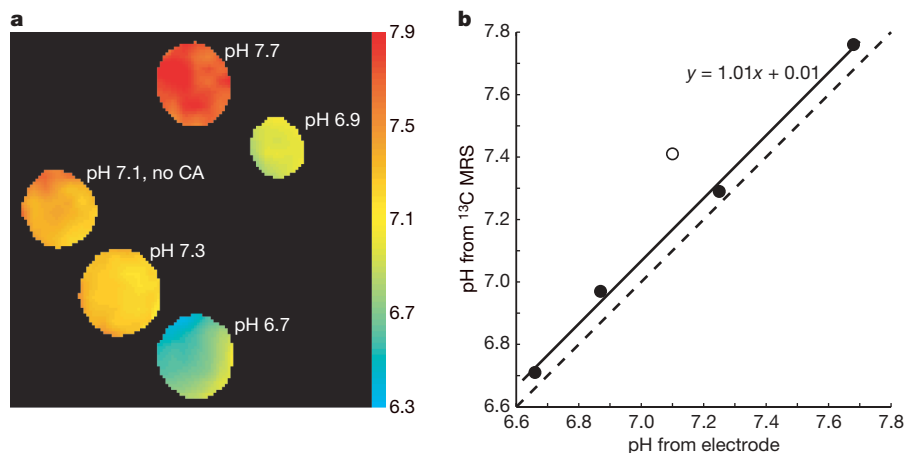 a
pH 7.7
pH 6.9
pH 7.1, no CA
pH 7.3
pH 6.7
7.9
7.5
7.1
6.7
6.3
b
y = 1.01x + 0.01
pH from ¹³C MRS
7.8
7.6
7.4
7.2
7.0
6.8
6.6
6.6 6.8 7.0 7.2 7.4 7.6 7.8
pH from electrode